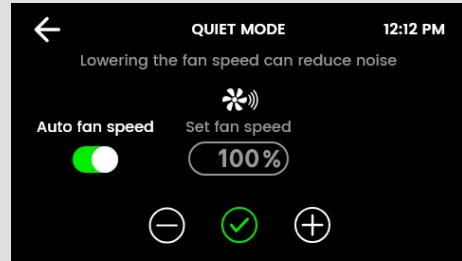 QUIET MODE 12:12 PM
Lowering the fan speed can reduce noise
Auto fan speed Set fan speed
100%